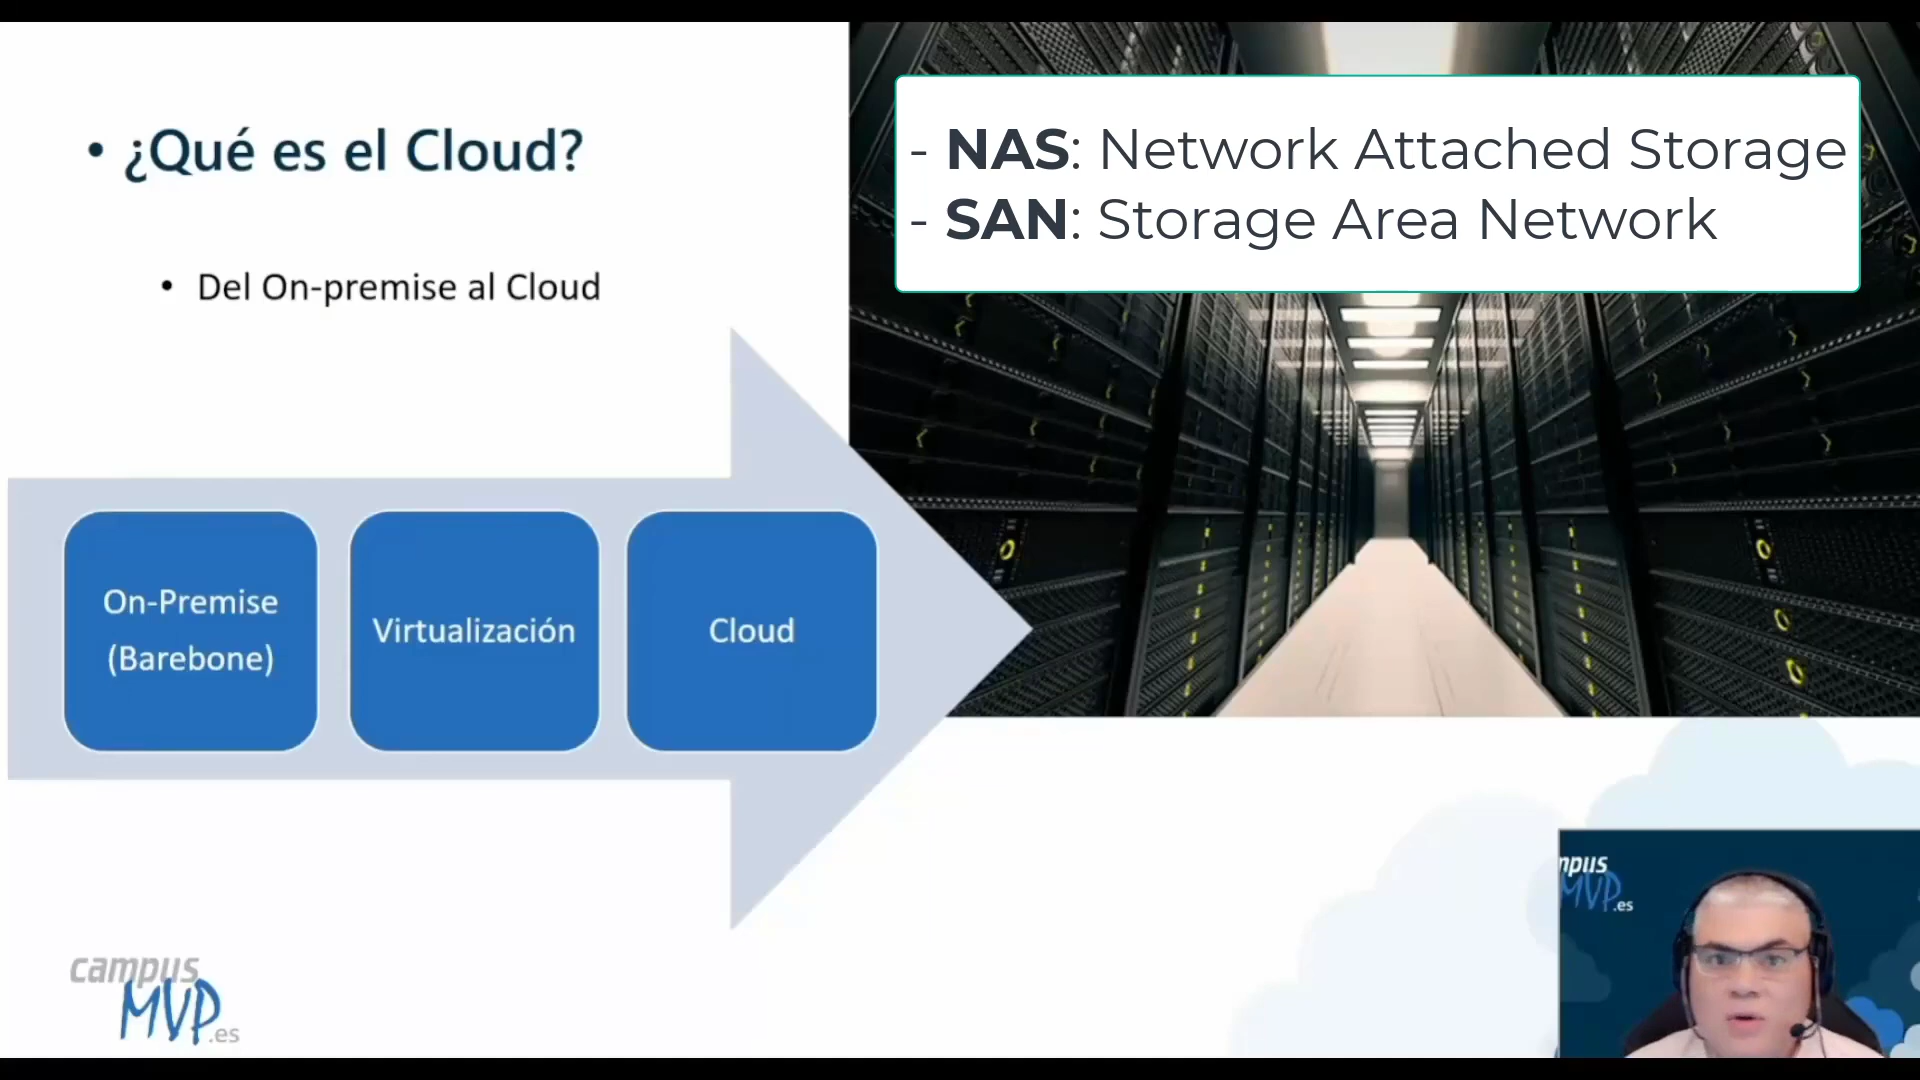 • ¿Qué es el Cloud?
- NAS: Network Attached Storage
- SAN: Storage Area Network
• Del On-premise al Cloud
On-Premise
(Barebone)
Virtualización
Cloud
campus
MVP
.es
mpus
MVP
.es